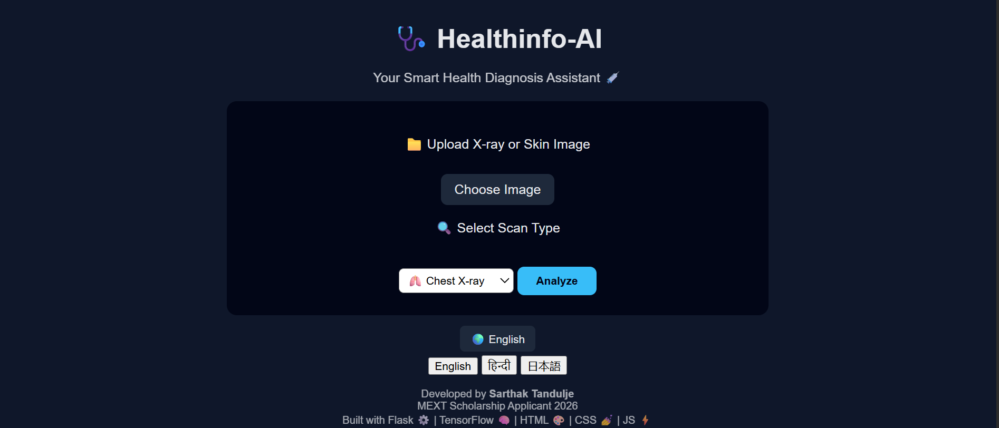 Healthinfo-AI
Your Smart Health Diagnosis Assistant
Upload X-ray or Skin Image
Choose Image
Select Scan Type
Chest X-ray Analyze
English
English हिन्दी 日本語
Developed by Sarthak Tandulje
MEXT Scholarship Applicant 2026
Built with Flask | TensorFlow | HTML | CSS | JS